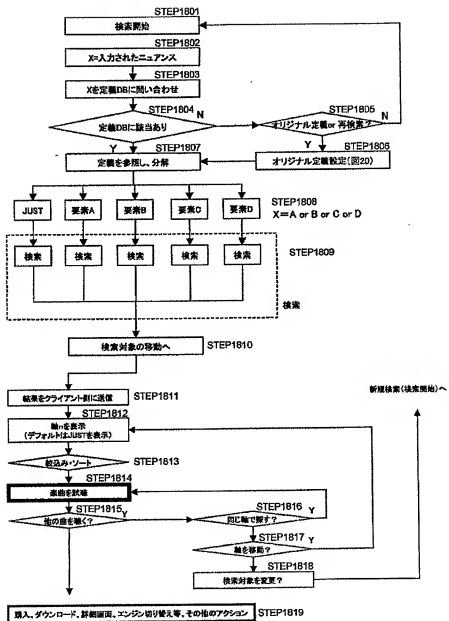 STEP1801
検索開始
STEP1802
X=入力されたニュアンス
STEP1803
Xを定義DBに問い合わせ
STEP1804
定義DBに該当あり
N
Y
STEP1805
オリジナル定義or 再検索?
N
Y
STEP1806
オリジナル定義設定(図20)
STEP1807
定義を参照し、分解
JUST
要素A
要素B
要素C
要素D
STEP1808
X=A or B or C or D
検索
検索
検索
検索
検索
STEP1809
検索
検索対象の移動へ
STEP1810
結果をクライアント側に送信
STEP1811
新規検索(検索開始)へ
STEP1812
軸nを表示
(デフォルトはJUSTを表示)
絞込み・ソート
STEP1813
STEP1814
楽曲を試聴
STEP1815
他の曲を聴く?
Y
STEP1816
同じ軸で探す?
Y
STEP1817
軸を移動?
Y
STEP1818
検索対象を変更?
購入、ダウンロード、詳細画面、エンジン切り替え等、その他のアクション
STEP1819